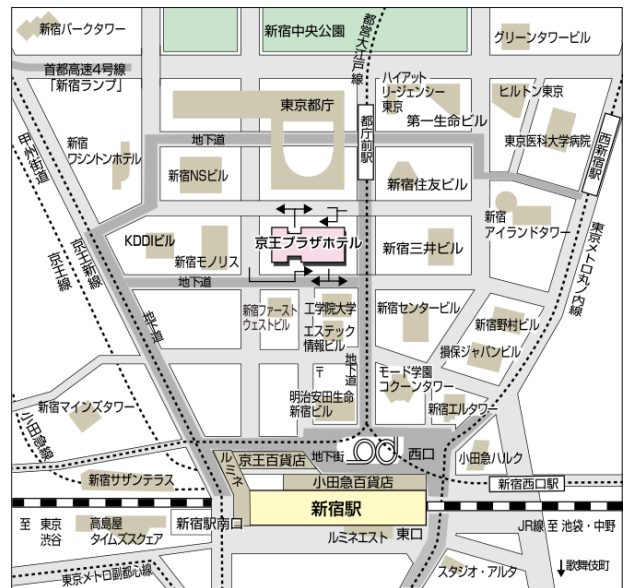 新宿パークタワー
新宿中央公園
都営大江戸線
グリーンタワービル
首都高速4号線
「新宿ランプ」
ハイアット
リージェンシー
東京
ヒルトン東京
東京都庁
第一生命ビル
都庁前駅
西新宿駅
甲州街道
新宿
ワシントンホテル
地下道
東京医科大学病院
新宿NSビル
新宿住友ビル
新宿
アイランドタワー
東京メトロ丸ノ内線
京王プラザホテル
KDDIビル
新宿モノリス
新宿三井ビル
京王新線
京王線
地下道
地下道
新宿ファースト
ウェストビル
工学院大学
エステック
情報ビル
新宿センタービル
新宿野村ビル
損保ジャパンビル
地下道
〒
モード学園
コクーンタワー
明治安田生命
新宿ビル
新宿エルタワー
新宿マインズタワー
小田急線
ルミネ
京王百貨店
地下街
西口
小田急ハルク
新宿サザンテラス
小田急百貨店
新宿西口駅
新宿駅
新宿駅南口
至 東京
渋谷
高島屋
タイムズスクェア
ルミネエスト
東口
JR線 至 池袋・中野
東京メトロ副都心線
スタジオ・アルタ
↓歌舞伎町